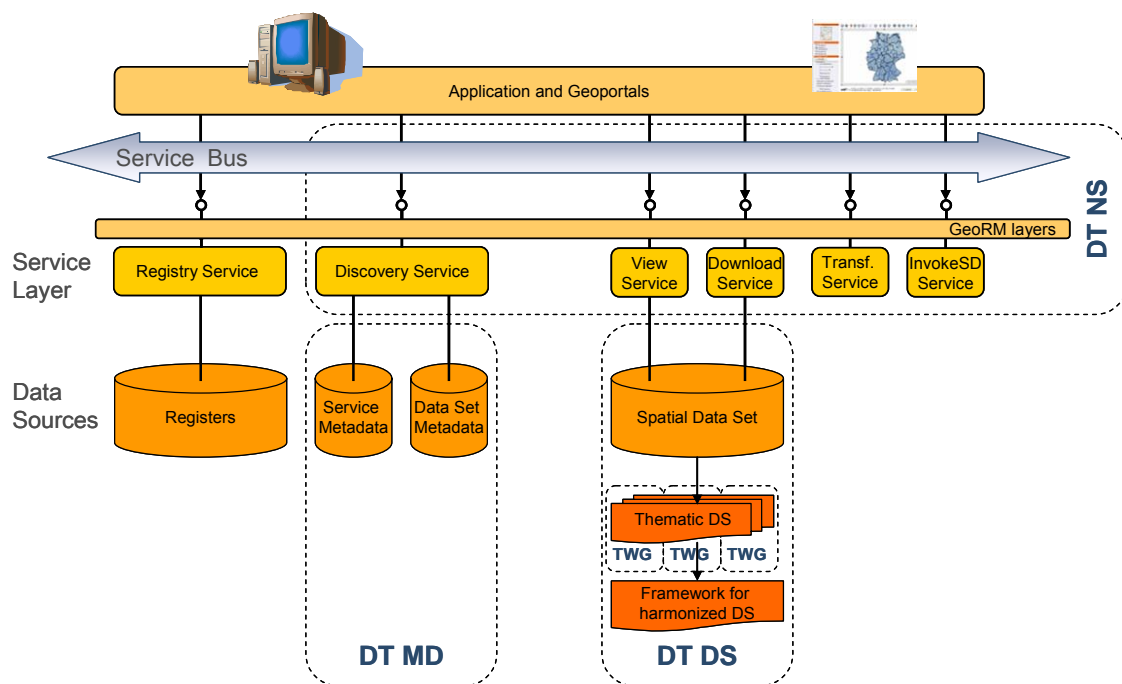 Application and Geoportals
Service Bus
DT NS
GeoRM layers
Service
Layer
Registry Service
Discovery Service
View
Service
Download
Service
Transf.
Service
InvokeSD
Service
Data
Sources
Registers
Service
Metadata
Data Set
Metadata
Spatial Data Set
Thematic DS
TWG
TWG
TWG
Framework for
harmonized DS
DT MD
DT DS